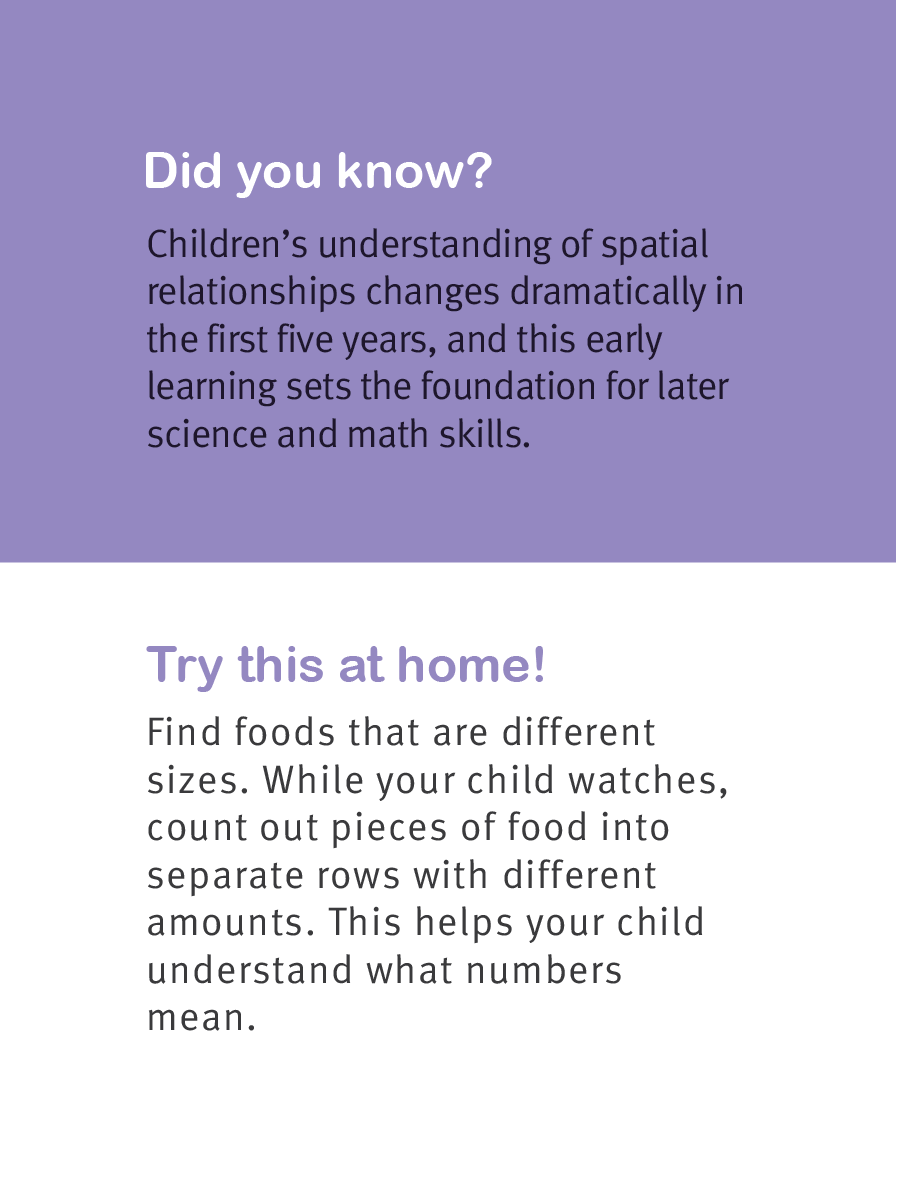 Did you know?
Children’s understanding of spatial
relationships changes dramatically in
the first five years, and this early
learning sets the foundation for later
science and math skills.
Try this at home!
Find foods that are different
sizes. While your child watches,
count out pieces of food into
separate rows with different
amounts. This helps your child
understand what numbers
mean.